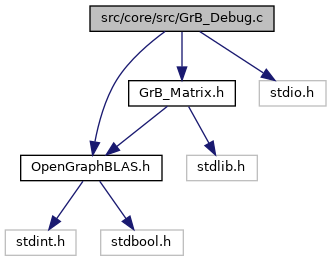 src/core/src/GrB_Debug.c
GrB_Matrix.h
stdio.h
OpenGraphBLAS.h
stdlib.h
stdint.h
stdbool.h